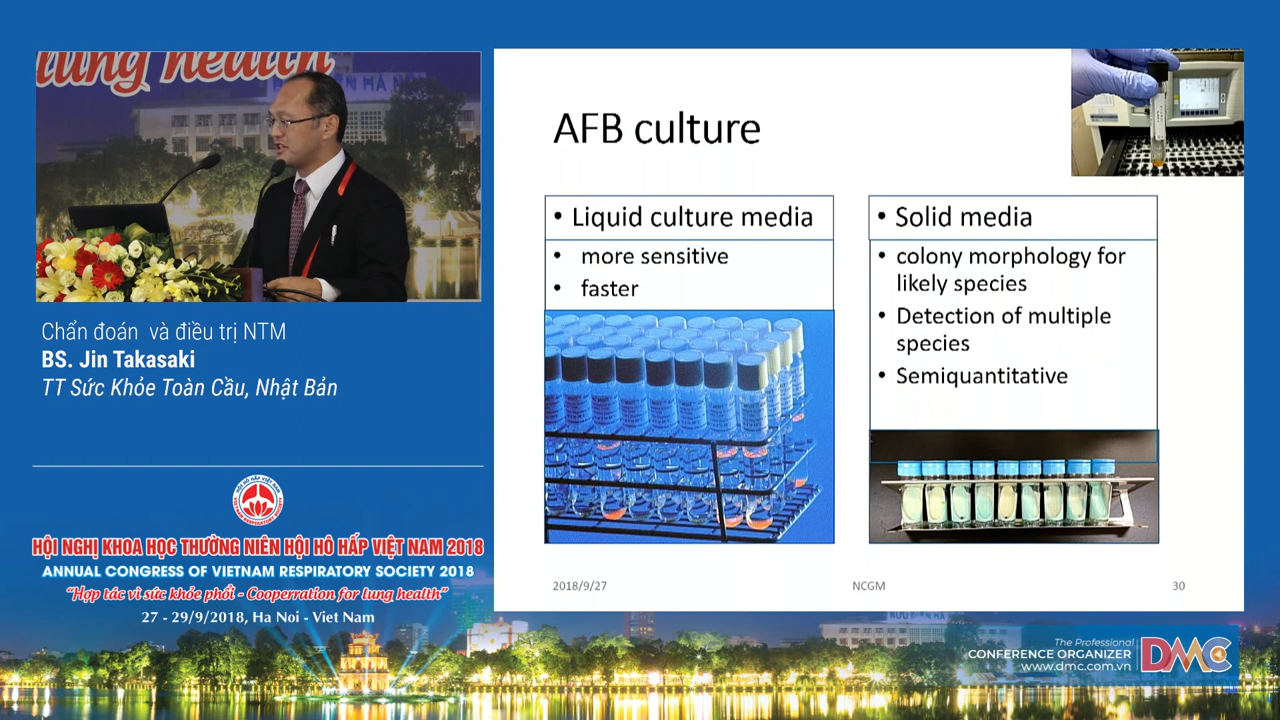 lung health
Chẩn đoán và điều trị NTM
BS. Jin Takasaki
TT Sức Khỏe Toàn Cầu, Nhật Bản
HỘI NGHỊ KHOA HỌC THƯỜNG NIÊN HỘI HÔ HẤP VIỆT NAM 2018
ANNUAL CONGRESS OF VIETNAM RESPIRATORY SOCIETY 2018
"Hợp tác vì sức khỏe phổi - Cooperration for lung health"
27 - 29/9/2018, Ha Noi - Viet Nam
AFB culture
• Liquid culture media
• more sensitive
• faster
• Solid media
• colony morphology for
likely species
• Detection of multiple
species
• Semiquantitative
2018/9/27
NCGM
30
The Professional
CONFERENCE ORGANIZER
www.dmc.com.vn
DMC